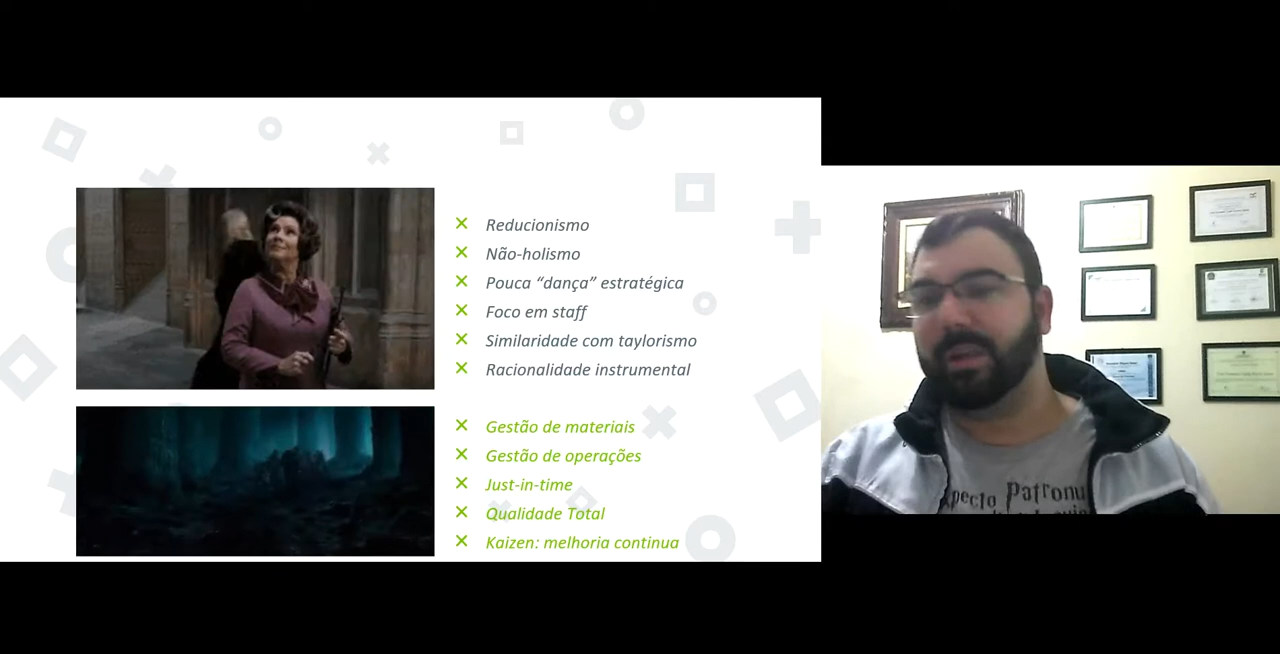 Reducionismo
Não-holismo
Pouca “dança” estratégica
Foco em staff
Similaridade com taylorismo
Racionalidade instrumental
Gestão de materiais
Gestão de operações
Just-in-time
Qualidade Total
Kaizen: melhoria continua
Patronu